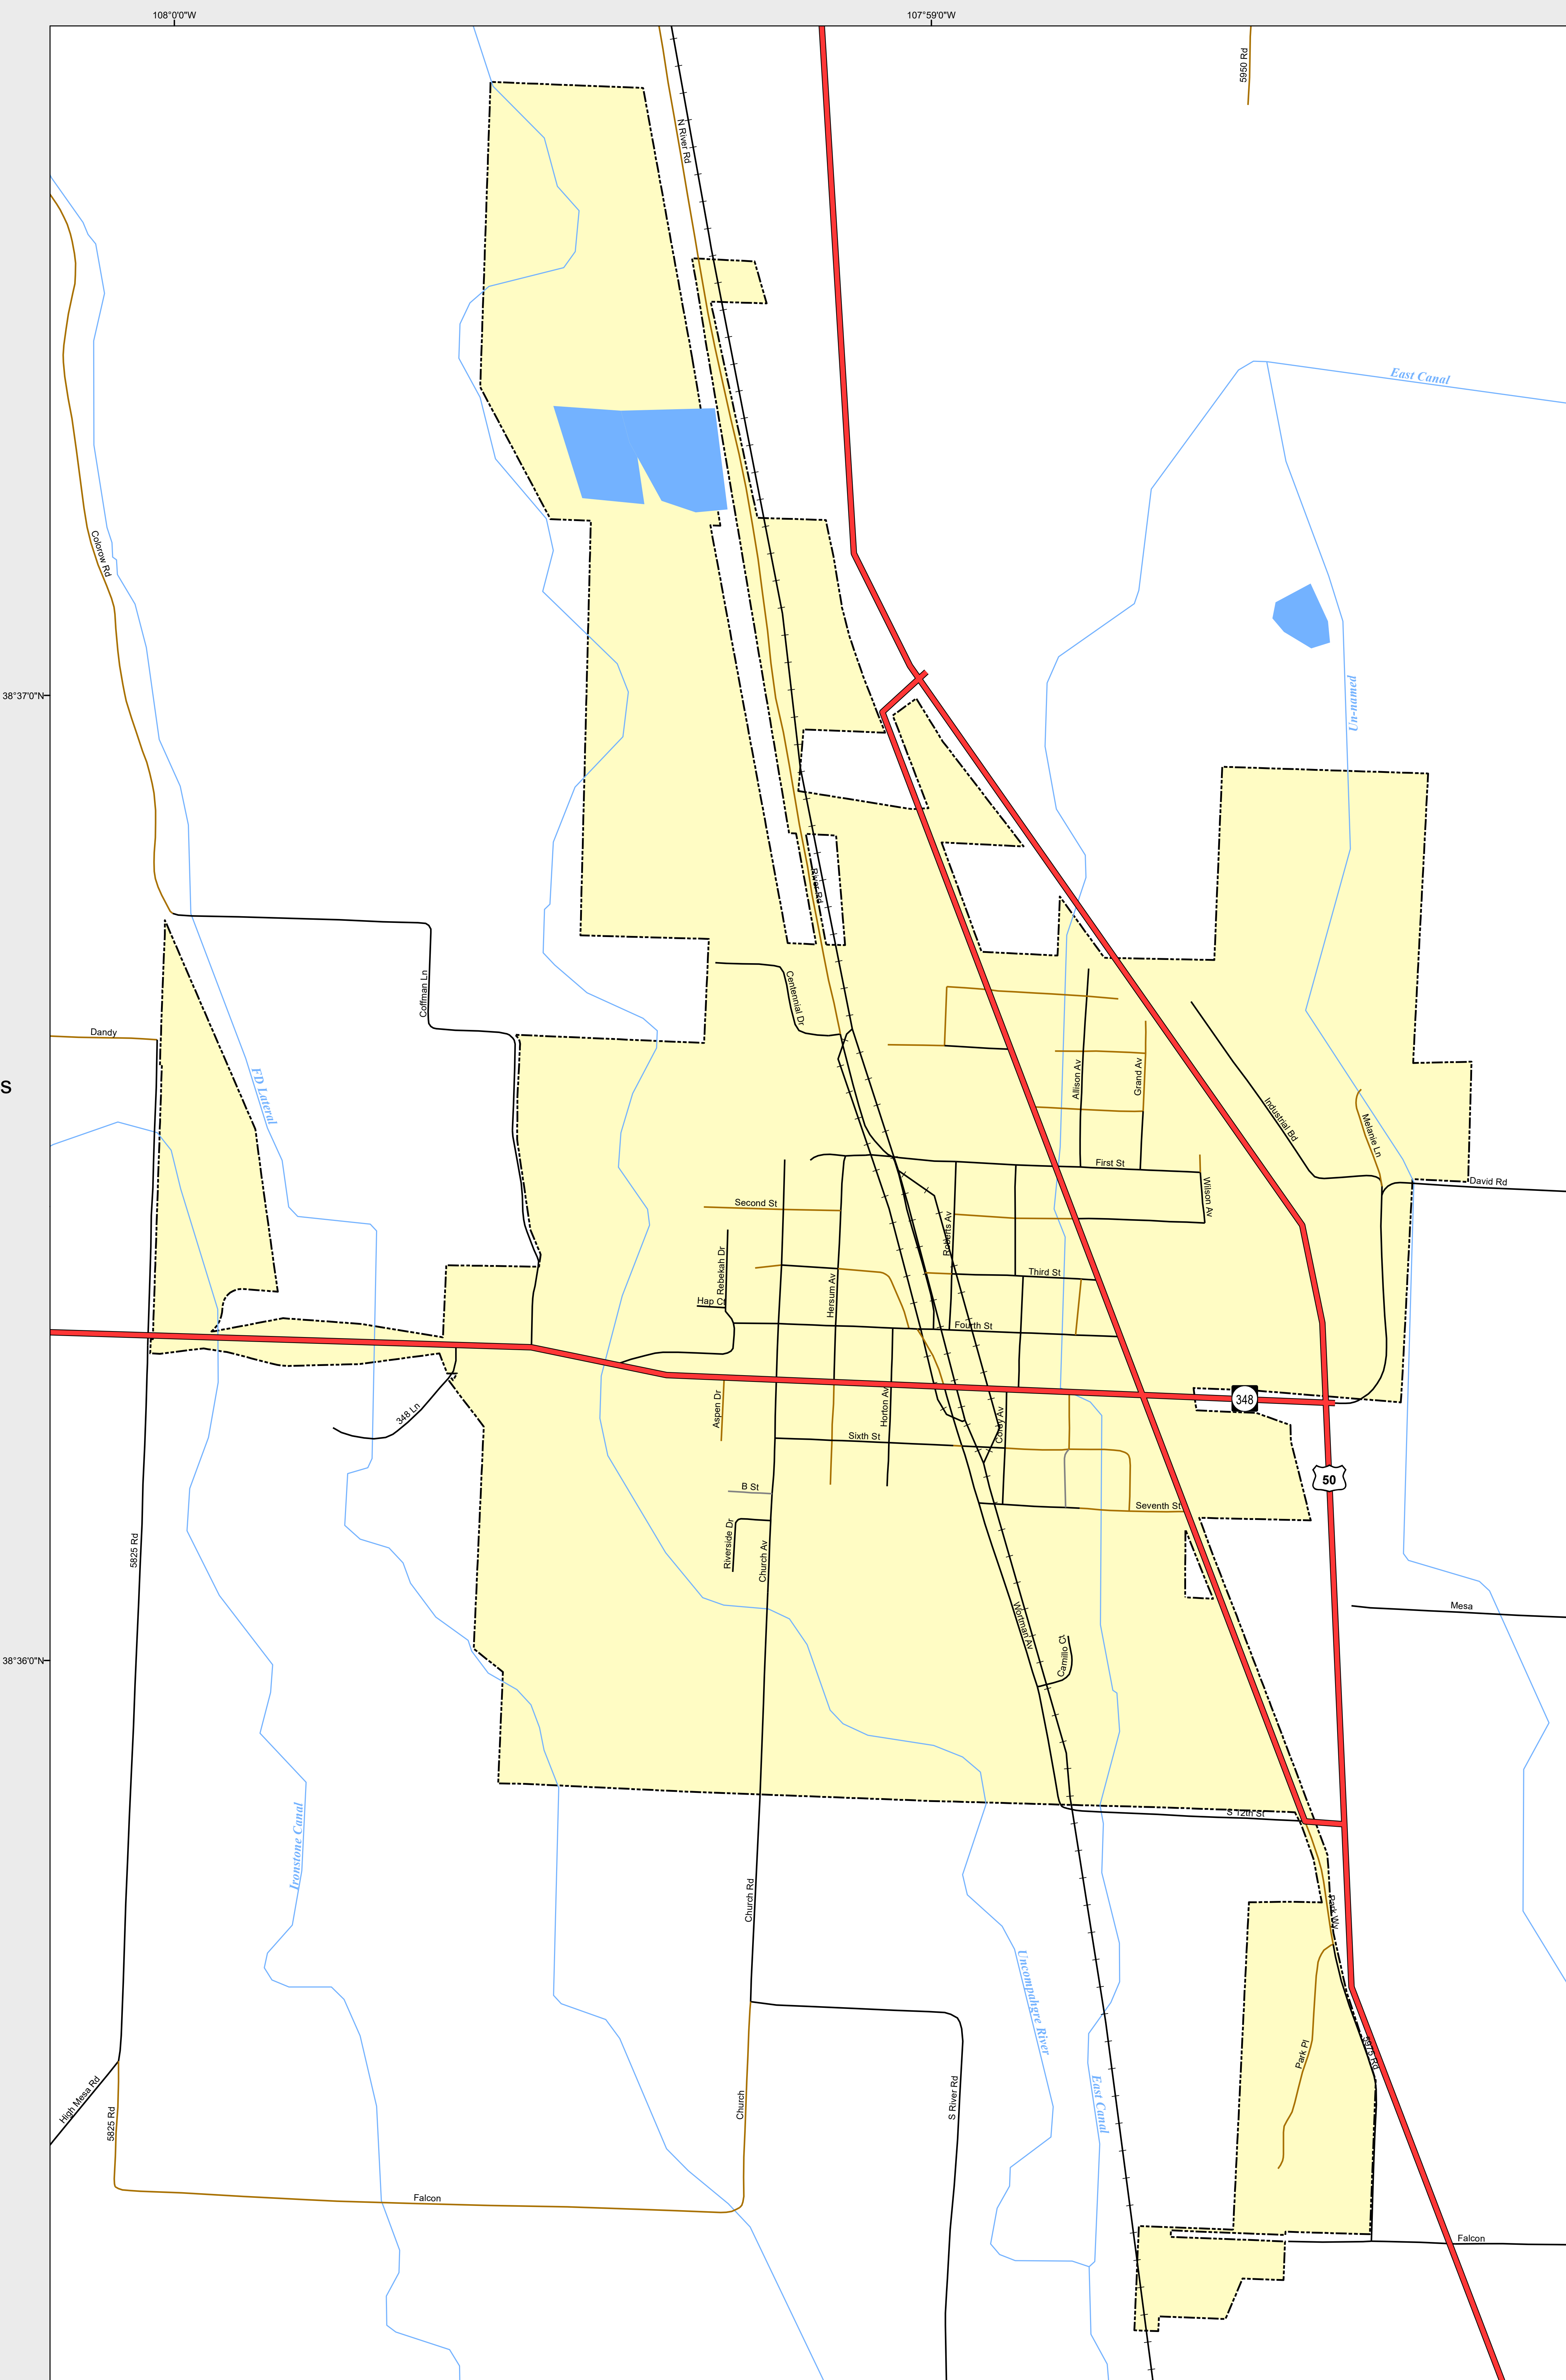 108°0'0"W
107°59'0"W
5950 Rd
N River Rd
East Canal
Colorow Rd
38°37'0"N
Un-named
River Rd
Coffman Ln
Centennial Dr
Dandy
S
FD Lateral
Allison Av
Grand Av
Industrial Bd
Melanie Ln
First St
David Rd
Wilson Av
Second St
Roberts Av
Rebekah Dr
Third St
Hersum Av
Hap Ct
Fourth St
348
Aspen Dr
Horton Av
348 Ln
Corey Av
Sixth St
50
B St
Seventh St
5825 Rd
Riverside Dr
Church Av
Mesa
Wortman Av
Camillo Ct
38°36'0"N
S 12th St
Ironstone Canal
Church Rd
Park Wy
Uncompahgre River
Park Pl
5975 Rd
High Mesa Rd
5825 Rd
Church
S River Rd
East Canal
Falcon
Falcon